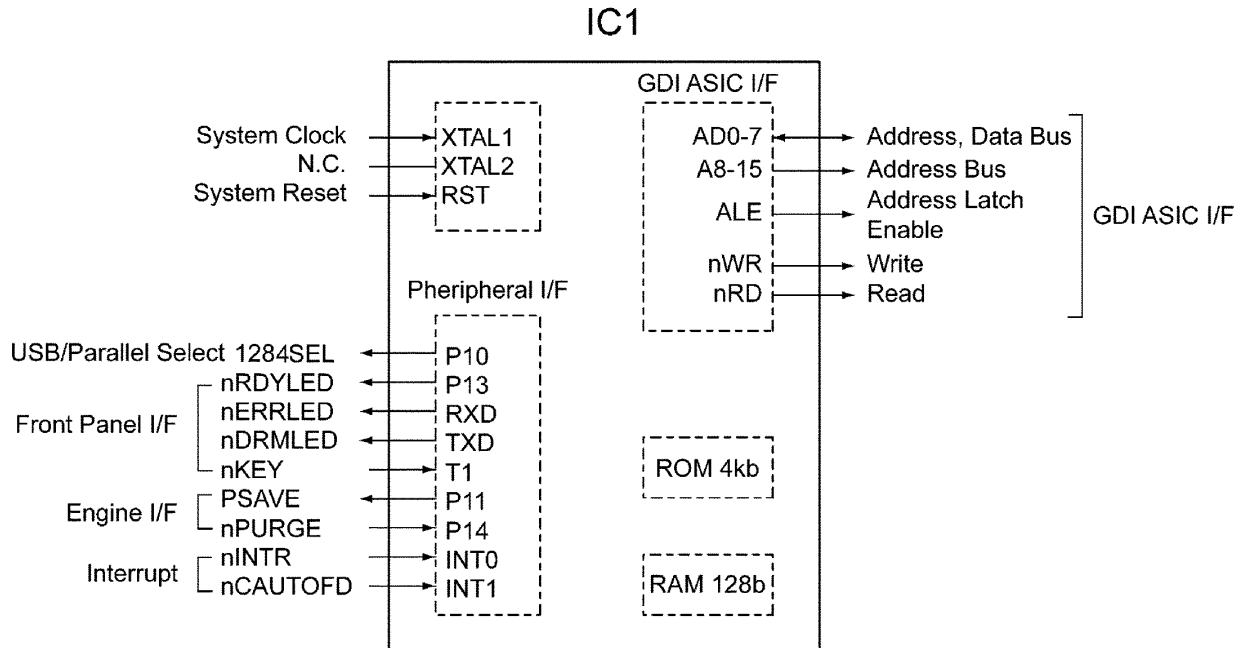 IC1
GDI ASIC I/F
System Clock XTAL1 AD0-7 Address, Data Bus
N.C. XTAL2 A8-15 Address Bus
System Reset RST ALE Address Latch
Enable
GDI ASIC I/F
nWR Write
nRD Read
Pheripheral I/F
USB/Parallel Select 1284SEL P10
nRDYLED P13
nERRLED RXD
Front Panel I/F
nDRMLED TXD
nKEY T1
PSAVE P11
Engine I/F
nPURGE P14
nINTR INT0
Interrupt
nCAUTOFD INT1
ROM 4kb
RAM 128b